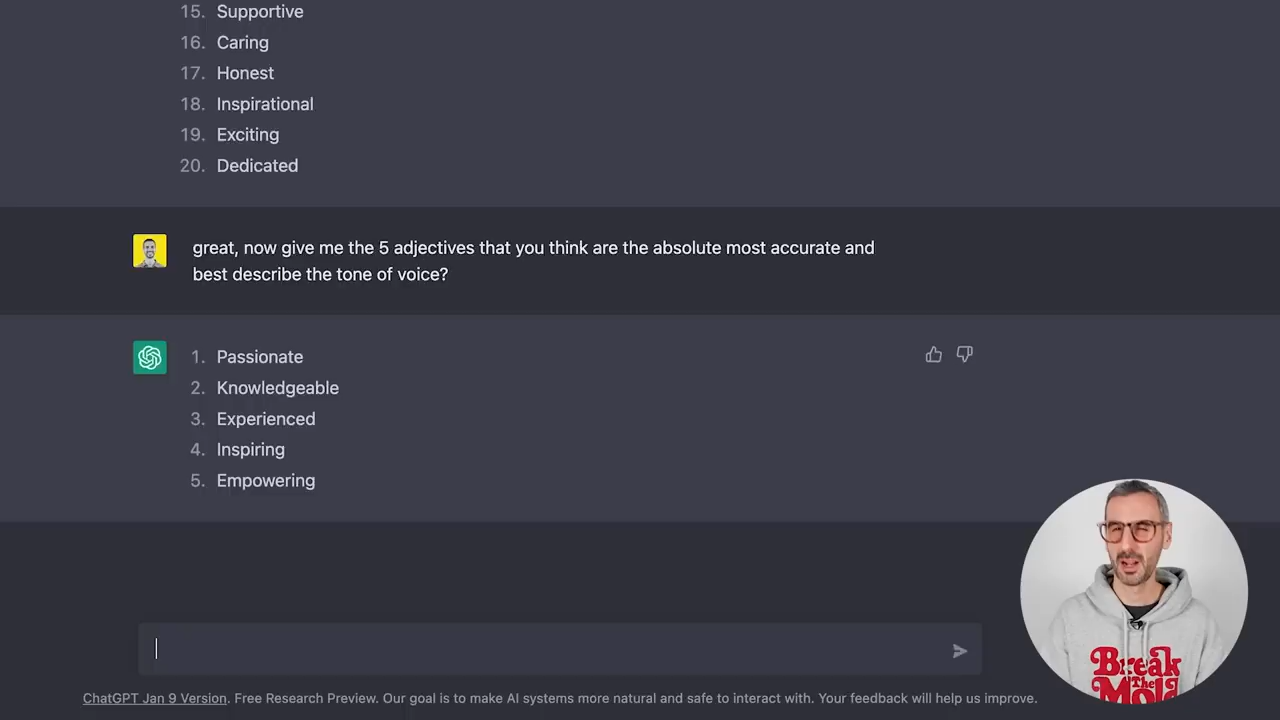 15. Supportive
16. Caring
17. Honest
18. Inspirational
19. Exciting
20. Dedicated
great, now give me the 5 adjectives that you think are the absolute most accurate and
best describe the tone of voice?
1. Passionate
2. Knowledgeable
3. Experienced
4. Inspiring
5. Empowering
Break
The
Mold
ChatGPT Jan 9 Version. Free Research Preview. Our goal is to make AI systems more natural and safe to interact with. Your feedback will help us improve.